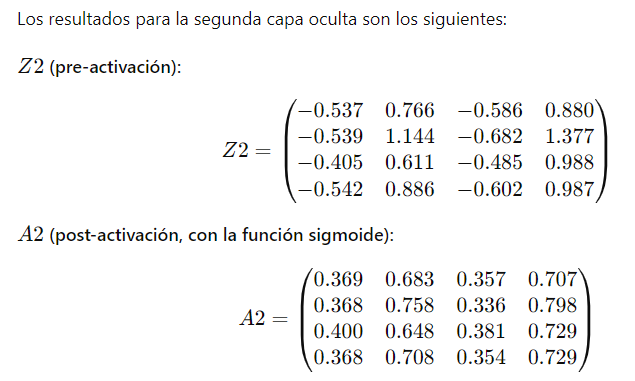 Los resultados para la segunda capa oculta son los siguientes:
Z2 (pre-activación):
Z2 = \begin{pmatrix} -0.537 & 0.766 & -0.586 & 0.880 \\ -0.539 & 1.144 & -0.682 & 1.377 \\ -0.405 & 0.611 & -0.485 & 0.988 \\ -0.542 & 0.886 & -0.602 & 0.987 \end{pmatrix}
A2 (post-activación, con la función sigmoide):
A2 = \begin{pmatrix} 0.369 & 0.683 & 0.357 & 0.707 \\ 0.368 & 0.758 & 0.336 & 0.798 \\ 0.400 & 0.648 & 0.381 & 0.729 \\ 0.368 & 0.708 & 0.354 & 0.729 \end{pmatrix}